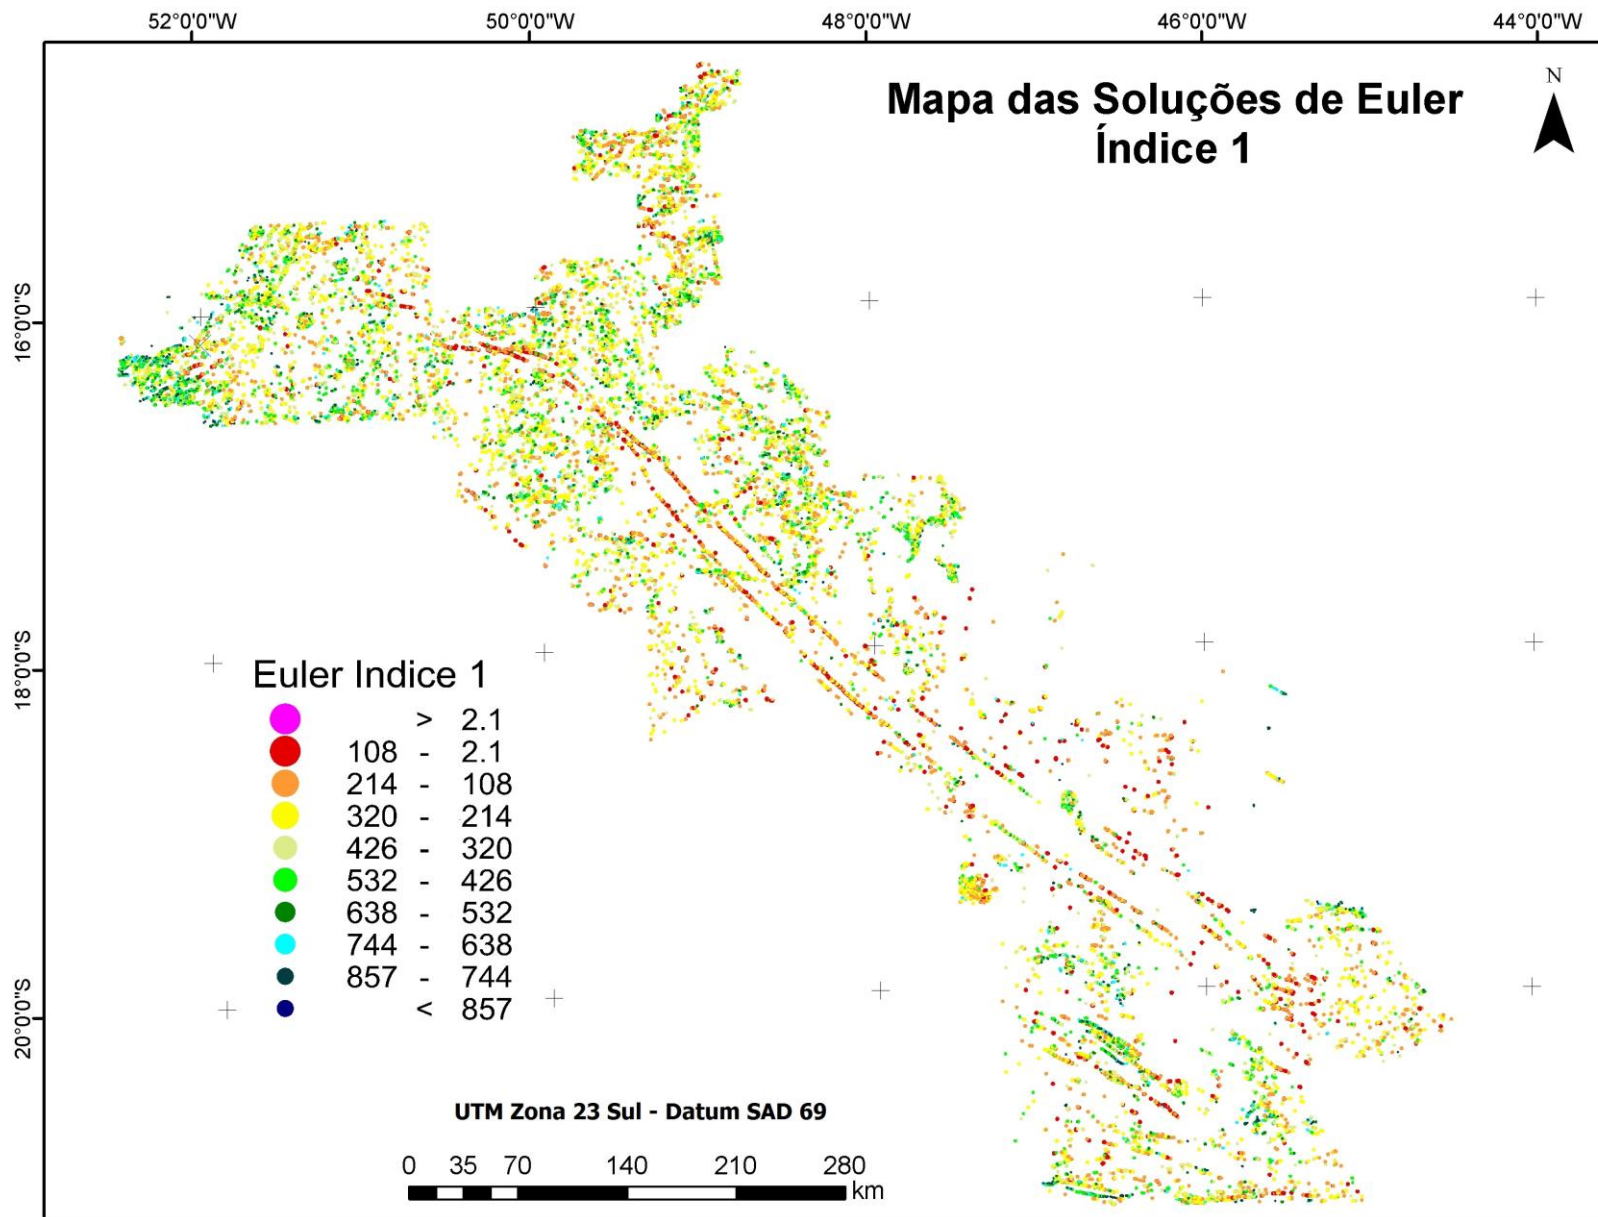 52°0'0"W 50°0'0"W 48°0'0"W 46°0'0"W 44°0'0"W
Mapa das Soluções de Euler
Índice 1
N
16°0'0"S
18°0'0"S
20°0'0"S
Euler Indice 1
> 2.1
108 - 2.1
214 - 108
320 - 214
426 - 320
532 - 426
638 - 532
744 - 638
857 - 744
< 857
UTM Zona 23 Sul - Datum SAD 69
0 35 70 140 210 280
km